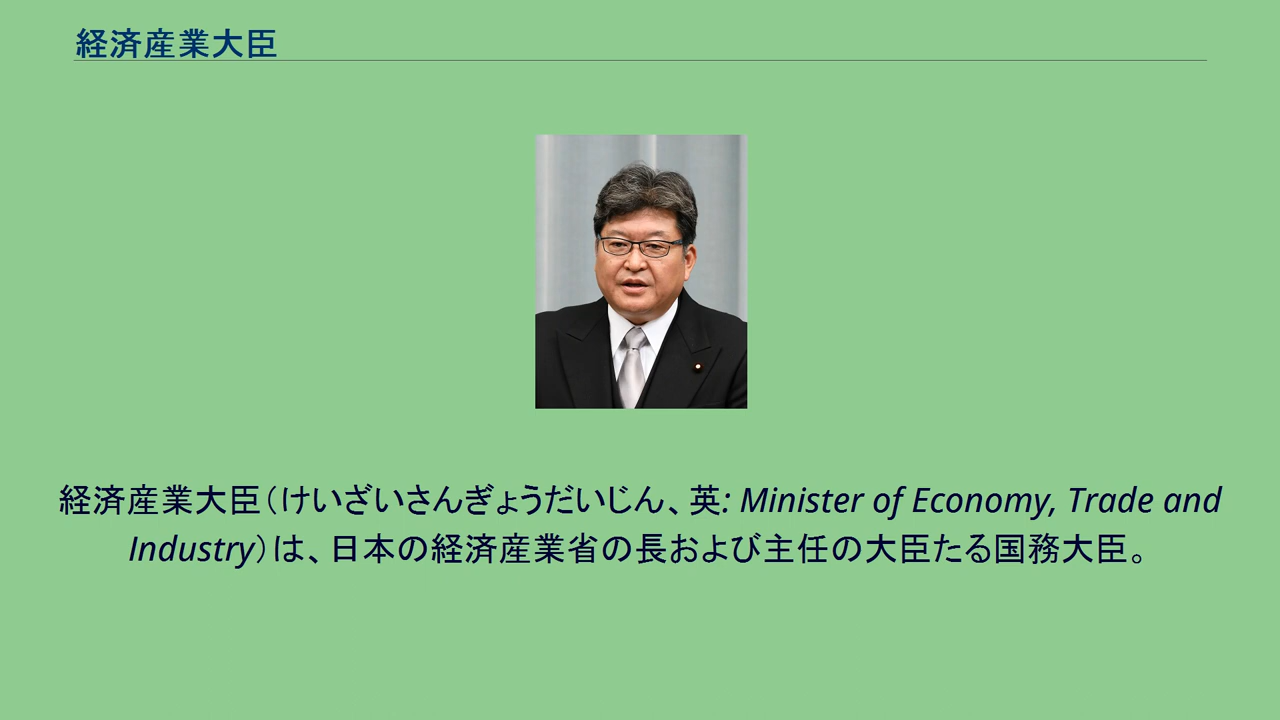 経済産業大臣
経済産業大臣（けいざいさんぎょうだいじん、英: Minister of Economy, Trade and
Industry）は、日本の経済産業省の長および主任の大臣たる国務大臣。